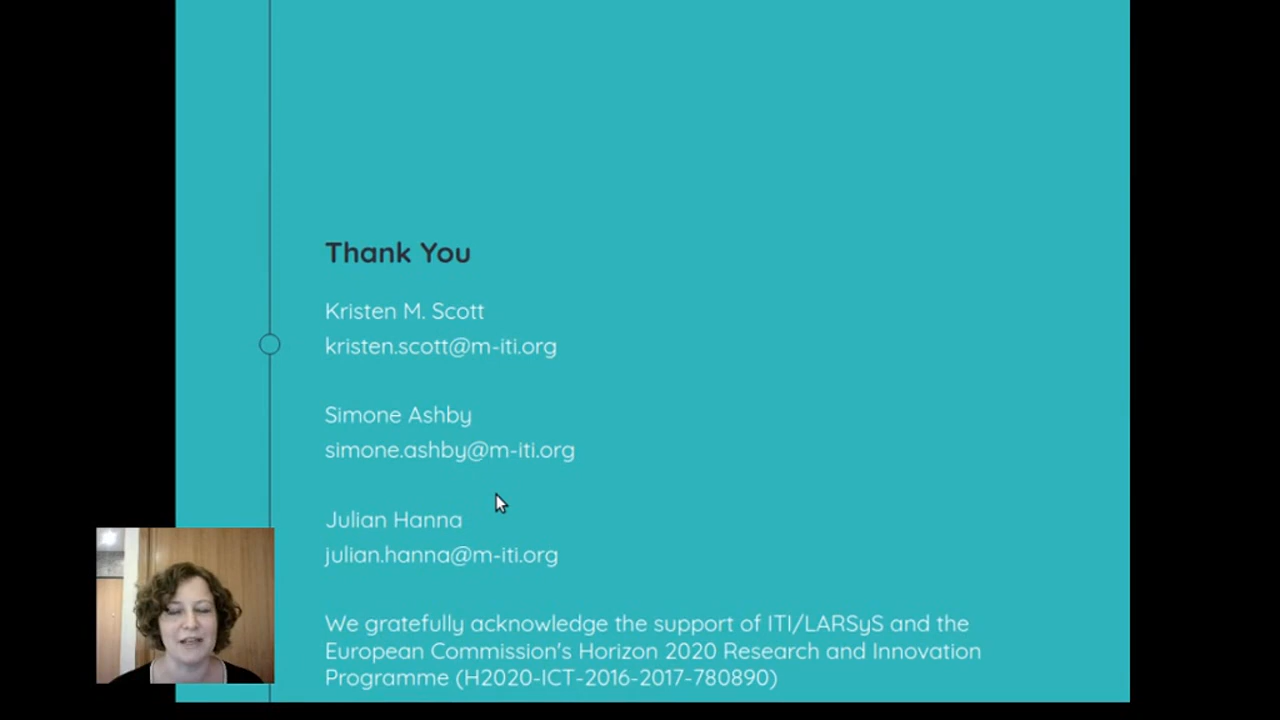 Thank You
Kristen M. Scott
kristen.scott@m-iti.org
Simone Ashby
simone.ashby@m-iti.org
Julian Hanna
julian.hanna@m-iti.org
We gratefully acknowledge the support of ITI/LARSyS and the
European Commission's Horizon 2020 Research and Innovation
Programme (H2020-ICT-2016-2017-780890)